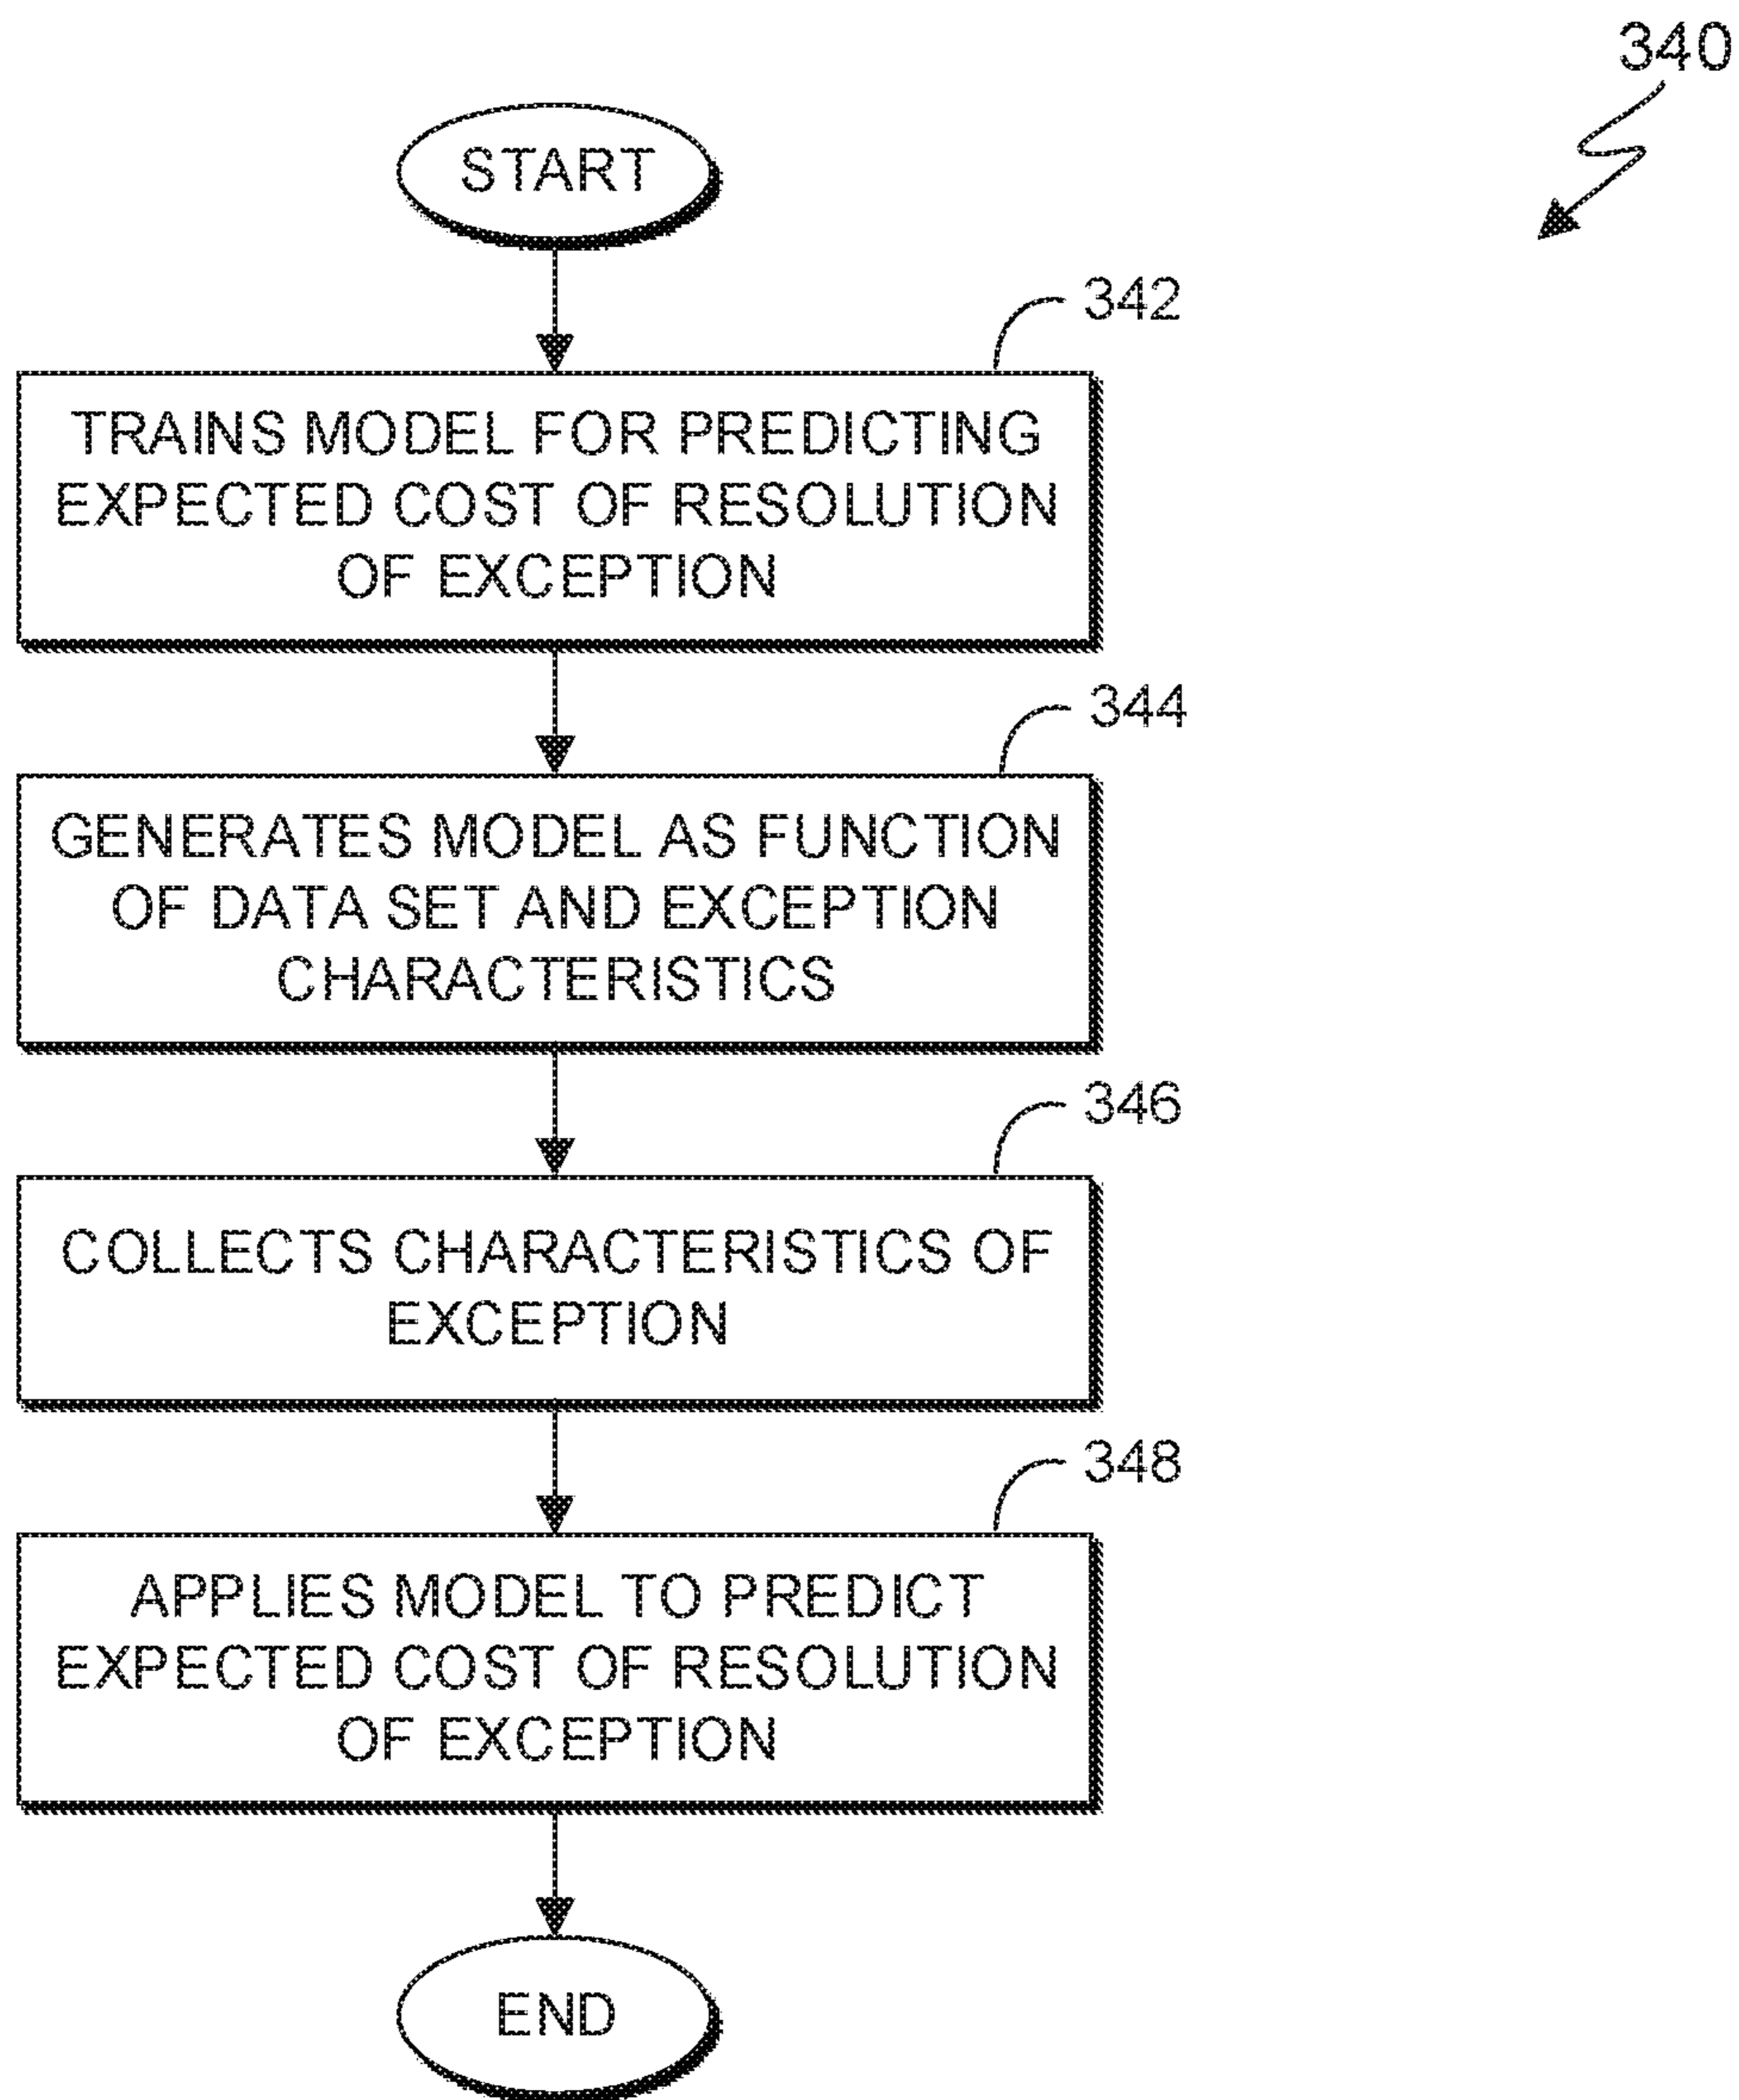 340
START
342
TRAINS MODEL FOR PREDICTING
EXPECTED COST OF RESOLUTION
OF EXCEPTION
344
GENERATES MODEL AS FUNCTION
OF DATA SET AND EXCEPTION
CHARACTERISTICS
346
COLLECTS CHARACTERISTICS OF
EXCEPTION
348
APPLIES MODEL TO PREDICT
EXPECTED COST OF RESOLUTION
OF EXCEPTION
END